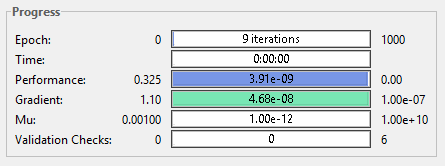 Progress
Epoch: 0 9 iterations 1000
Time: 0:00:00
Performance: 0.325 3.91e-09 0.00
Gradient: 1.10 4.68e-08 1.00e-07
Mu: 0.00100 1.00e-12 1.00e+10
Validation Checks: 0 0 6